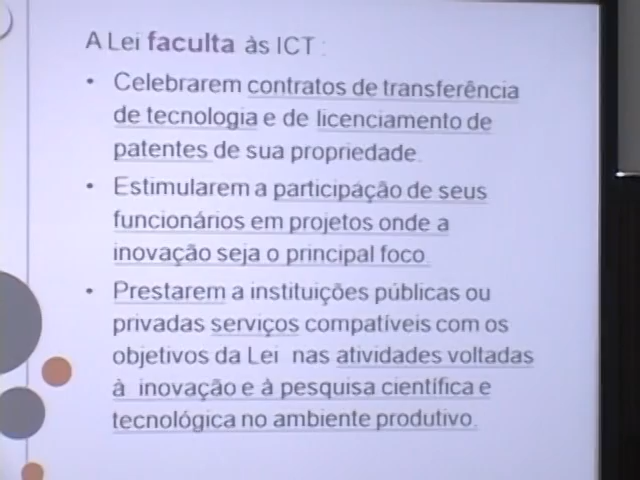 A Lei faculta às ICT :
• Celebrarem contratos de transferência
de tecnologia e de licenciamento de
patentes de sua propriedade.
• Estimularem a participação de seus
funcionários em projetos onde a
inovação seja o principal foco.
• Prestarem a instituições públicas ou
privadas serviços compatíveis com os
objetivos da Lei nas atividades voltadas
à inovação e à pesquisa científica e
tecnológica no ambiente produtivo.